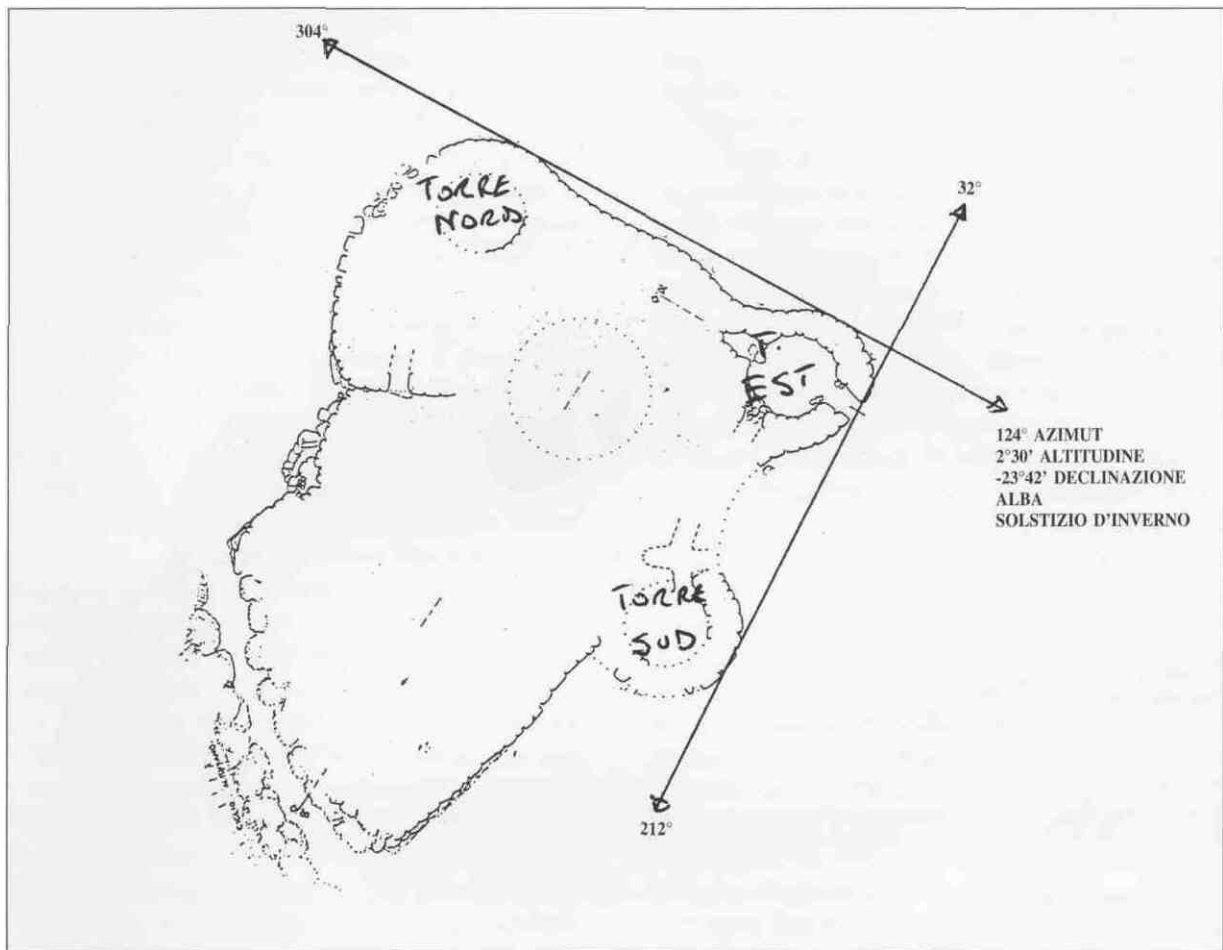 304°
TORRE
NORD
32°
T.
EST
124° AZIMUT
2°30' ALTITUDINE
-23°42' DECLINAZIONE
ALBA
SOLSTIZIO D'INVERNO
TORRE
SUD
212°